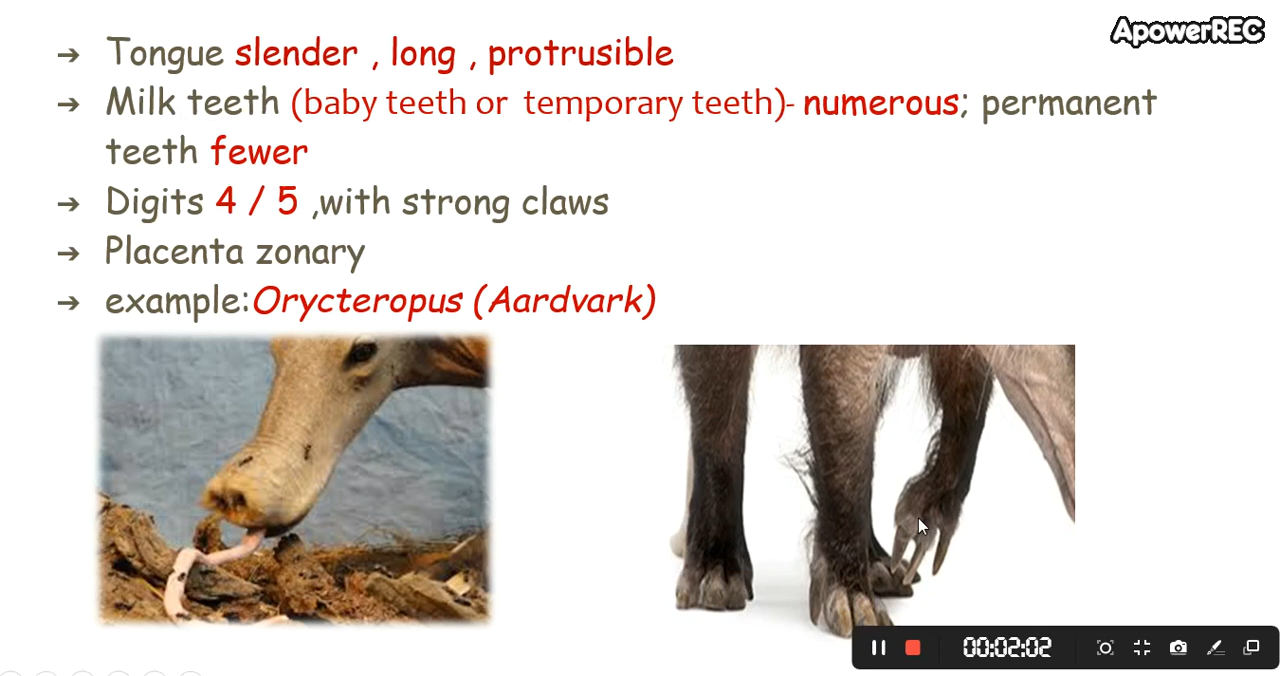 ApowerREC
➔ Tongue slender , long , protrusible
➔ Milk teeth (baby teeth or temporary teeth)- numerous; permanent
teeth fewer
➔ Digits 4 / 5 ,with strong claws
➔ Placenta zonary
➔ example:Orycteropus (Aardvark)
00:02:02